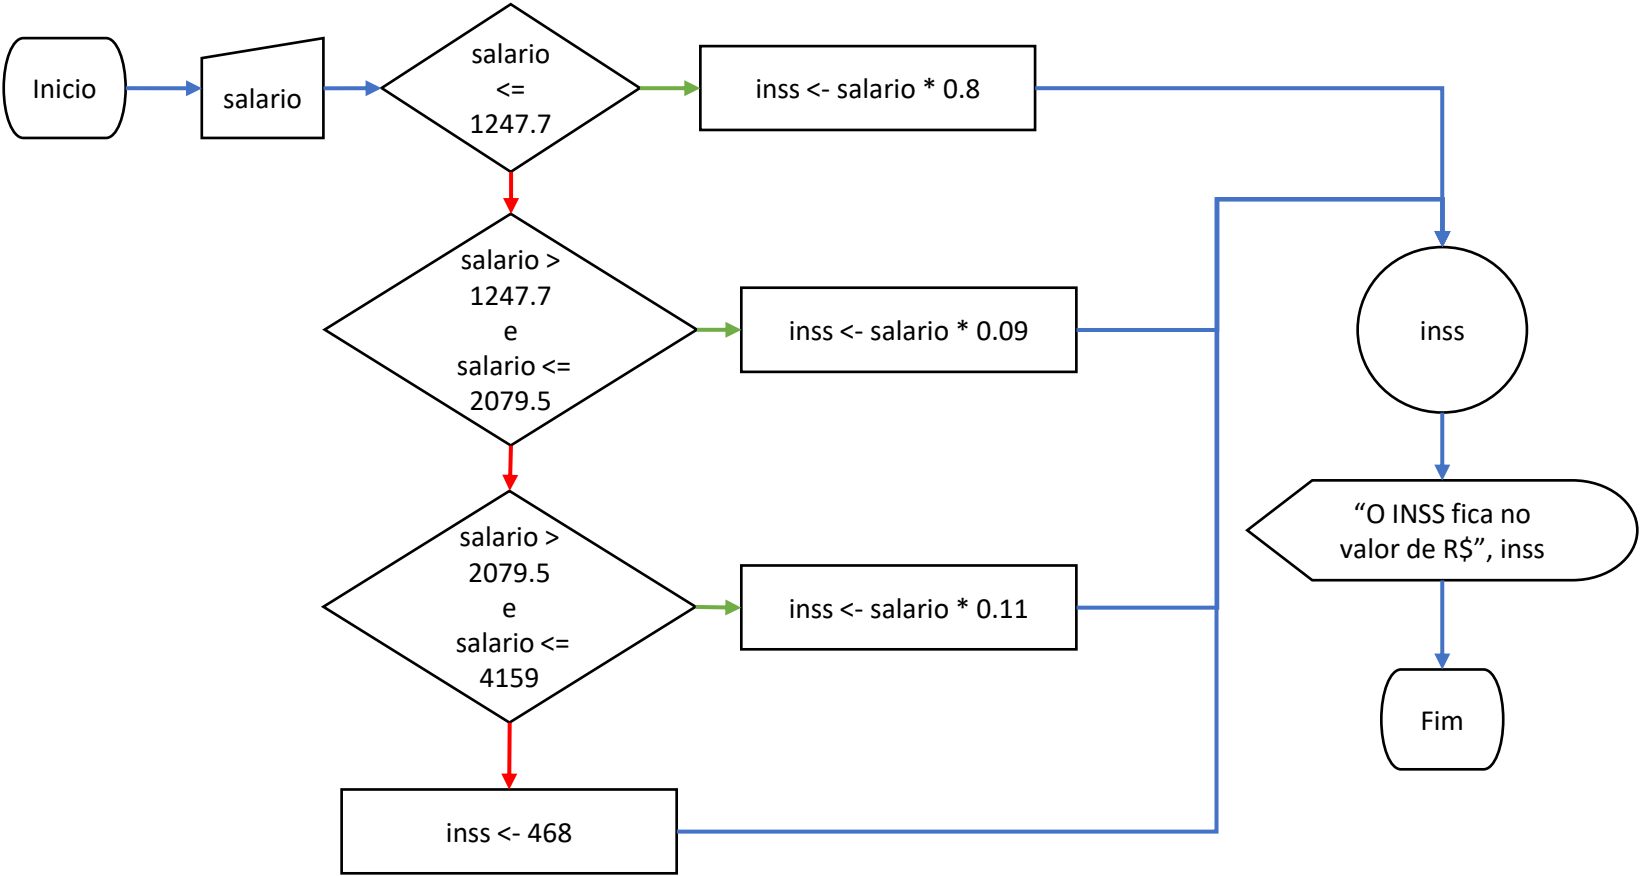 Inicio
salario
salario
<=
1247.7
inss <- salario * 0.8
salario >
1247.7
e
salario <=
2079.5
inss <- salario * 0.09
inss
salario >
2079.5
e
salario <=
4159
inss <- salario * 0.11
“O INSS fica no
valor de R$”, inss
Fim
inss <- 468